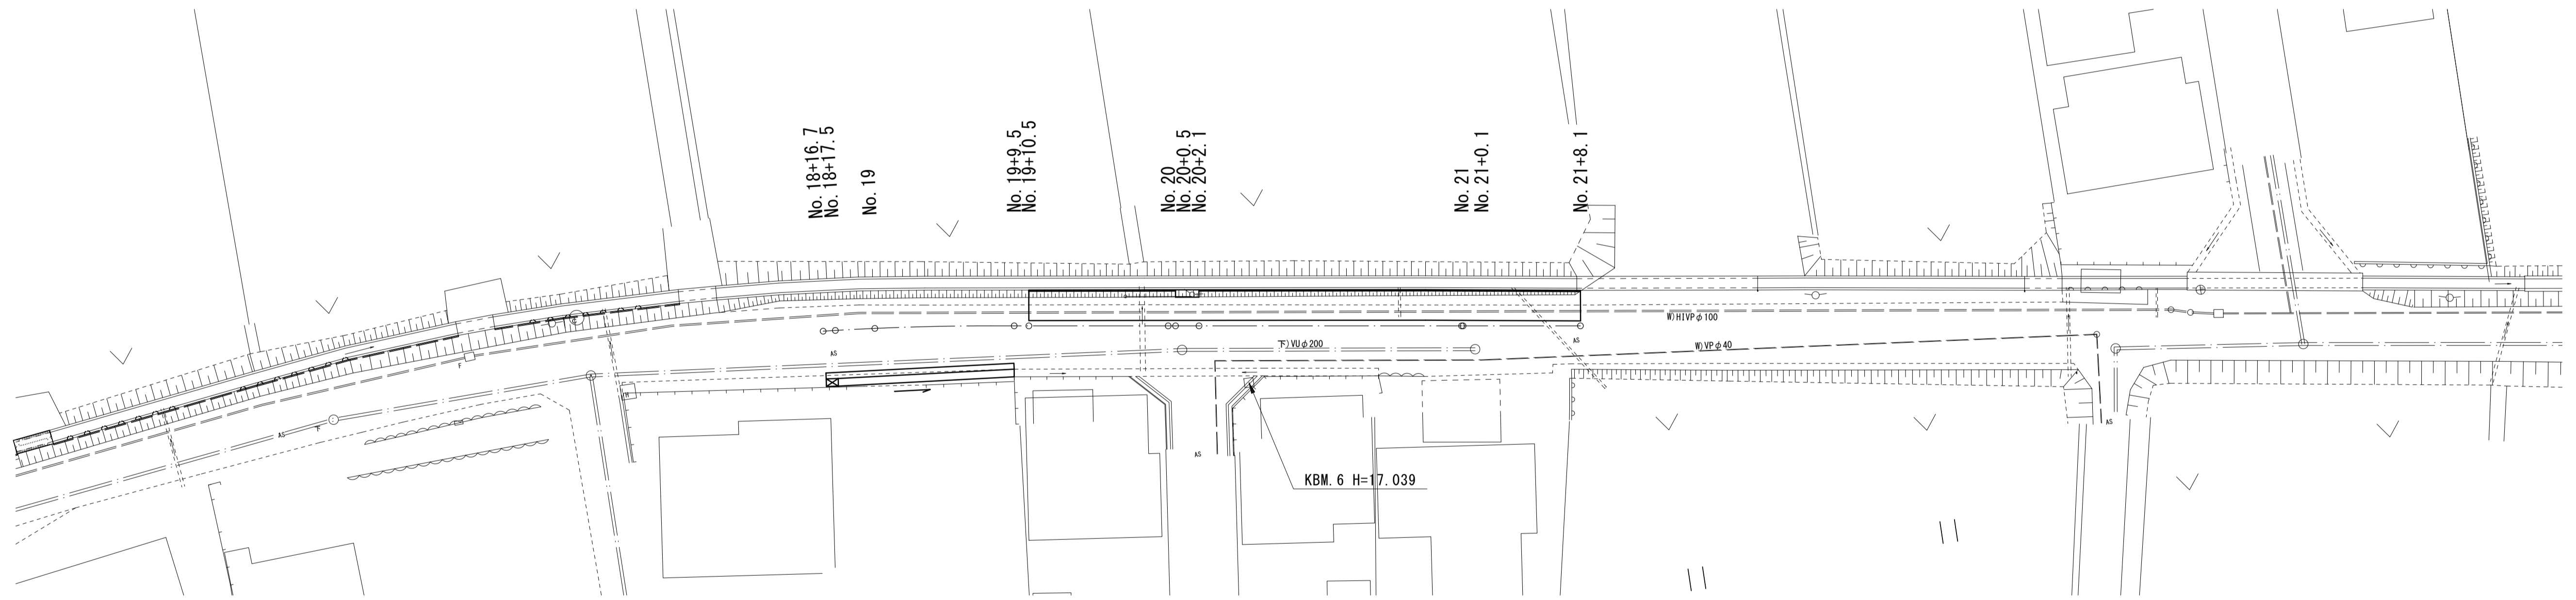 No. 18+16. 7
No. 18+17. 5
No. 19
No. 19+9. 5
No. 19+10. 5
No. 20
No. 20+0. 5
No. 20+2. 1
No. 21
No. 21+0. 1
No. 21+8. 1
W)HIVPφ100
下)VUφ200
AS
AS
W)VPφ40
F
AS
下
AS
AS
KBM. 6 H=17. 039